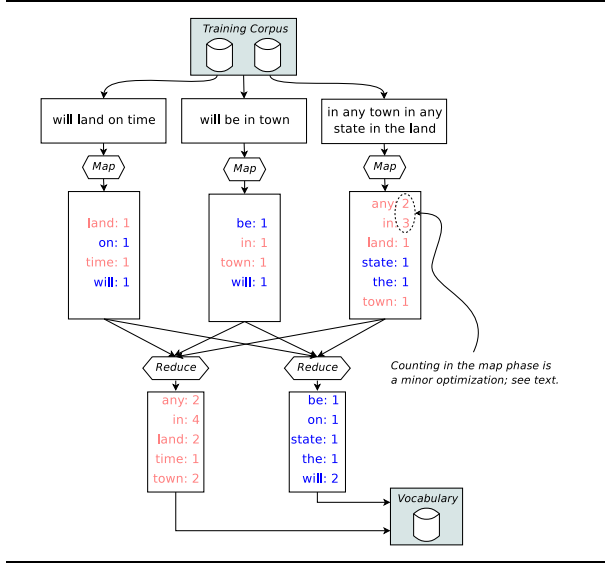 Training Corpus
will land on time
will be in town
in any town in any
state in the land
Map
Map
Map
land: 1
on: 1
time: 1
will: 1
be: 1
in: 1
town: 1
will: 1
any: 2
in: 3
land: 1
state: 1
the: 1
town: 1
Counting in the map phase is
a minor optimization; see text.
Reduce
Reduce
any: 2
in: 4
land: 2
time: 1
town: 2
be: 1
on: 1
state: 1
the: 1
will: 2
Vocabulary